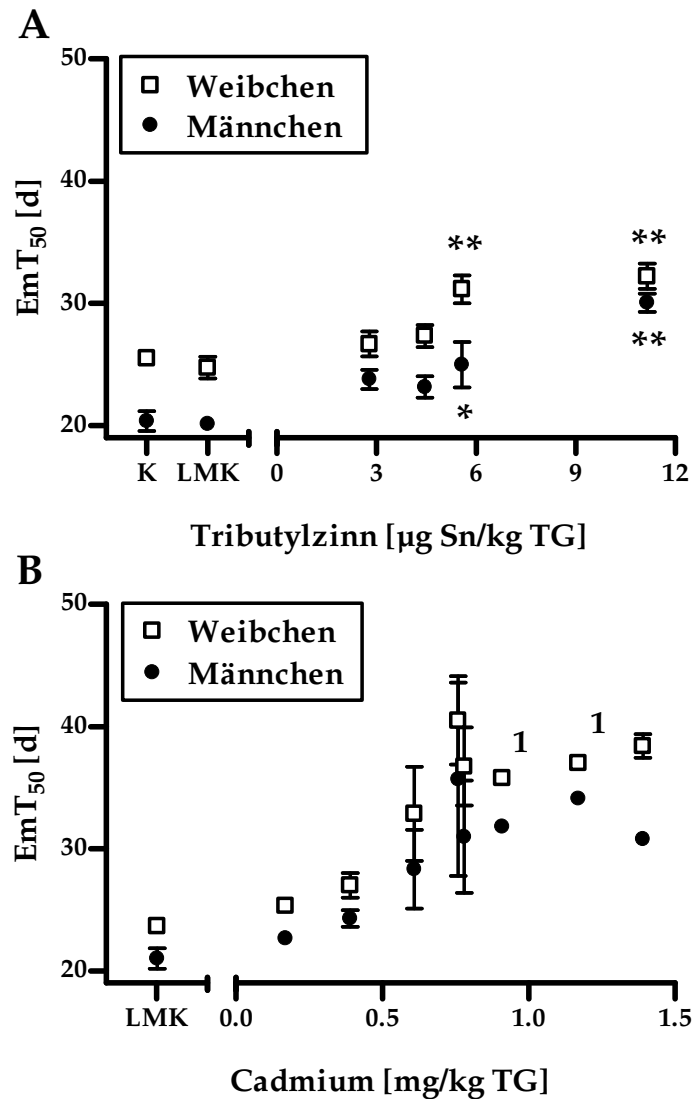 A
50
Weibchen
Männchen
40
** **
30
**
*
20
K LMK 0 3 6 9 12
EmT50 [d]
Tributylzinn [µg Sn/kg TG]
B
50
Weibchen
Männchen
40
1 1
30
20
LMK 0.0 0.5 1.0 1.5
EmT50 [d]
Cadmium [mg/kg TG]